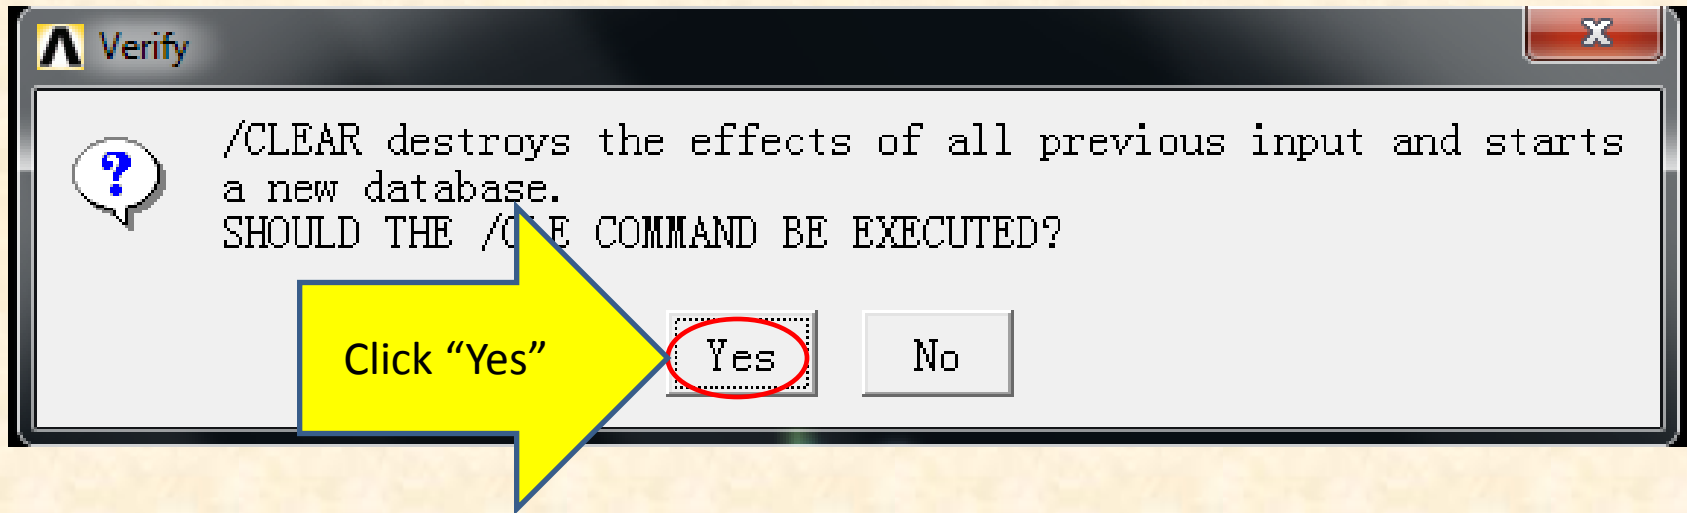 Verify
/CLEAR destroys the effects of all previous input and starts
a new database.
SHOULD THE /CLE COMMAND BE EXECUTED?
Click “Yes”
Yes
No